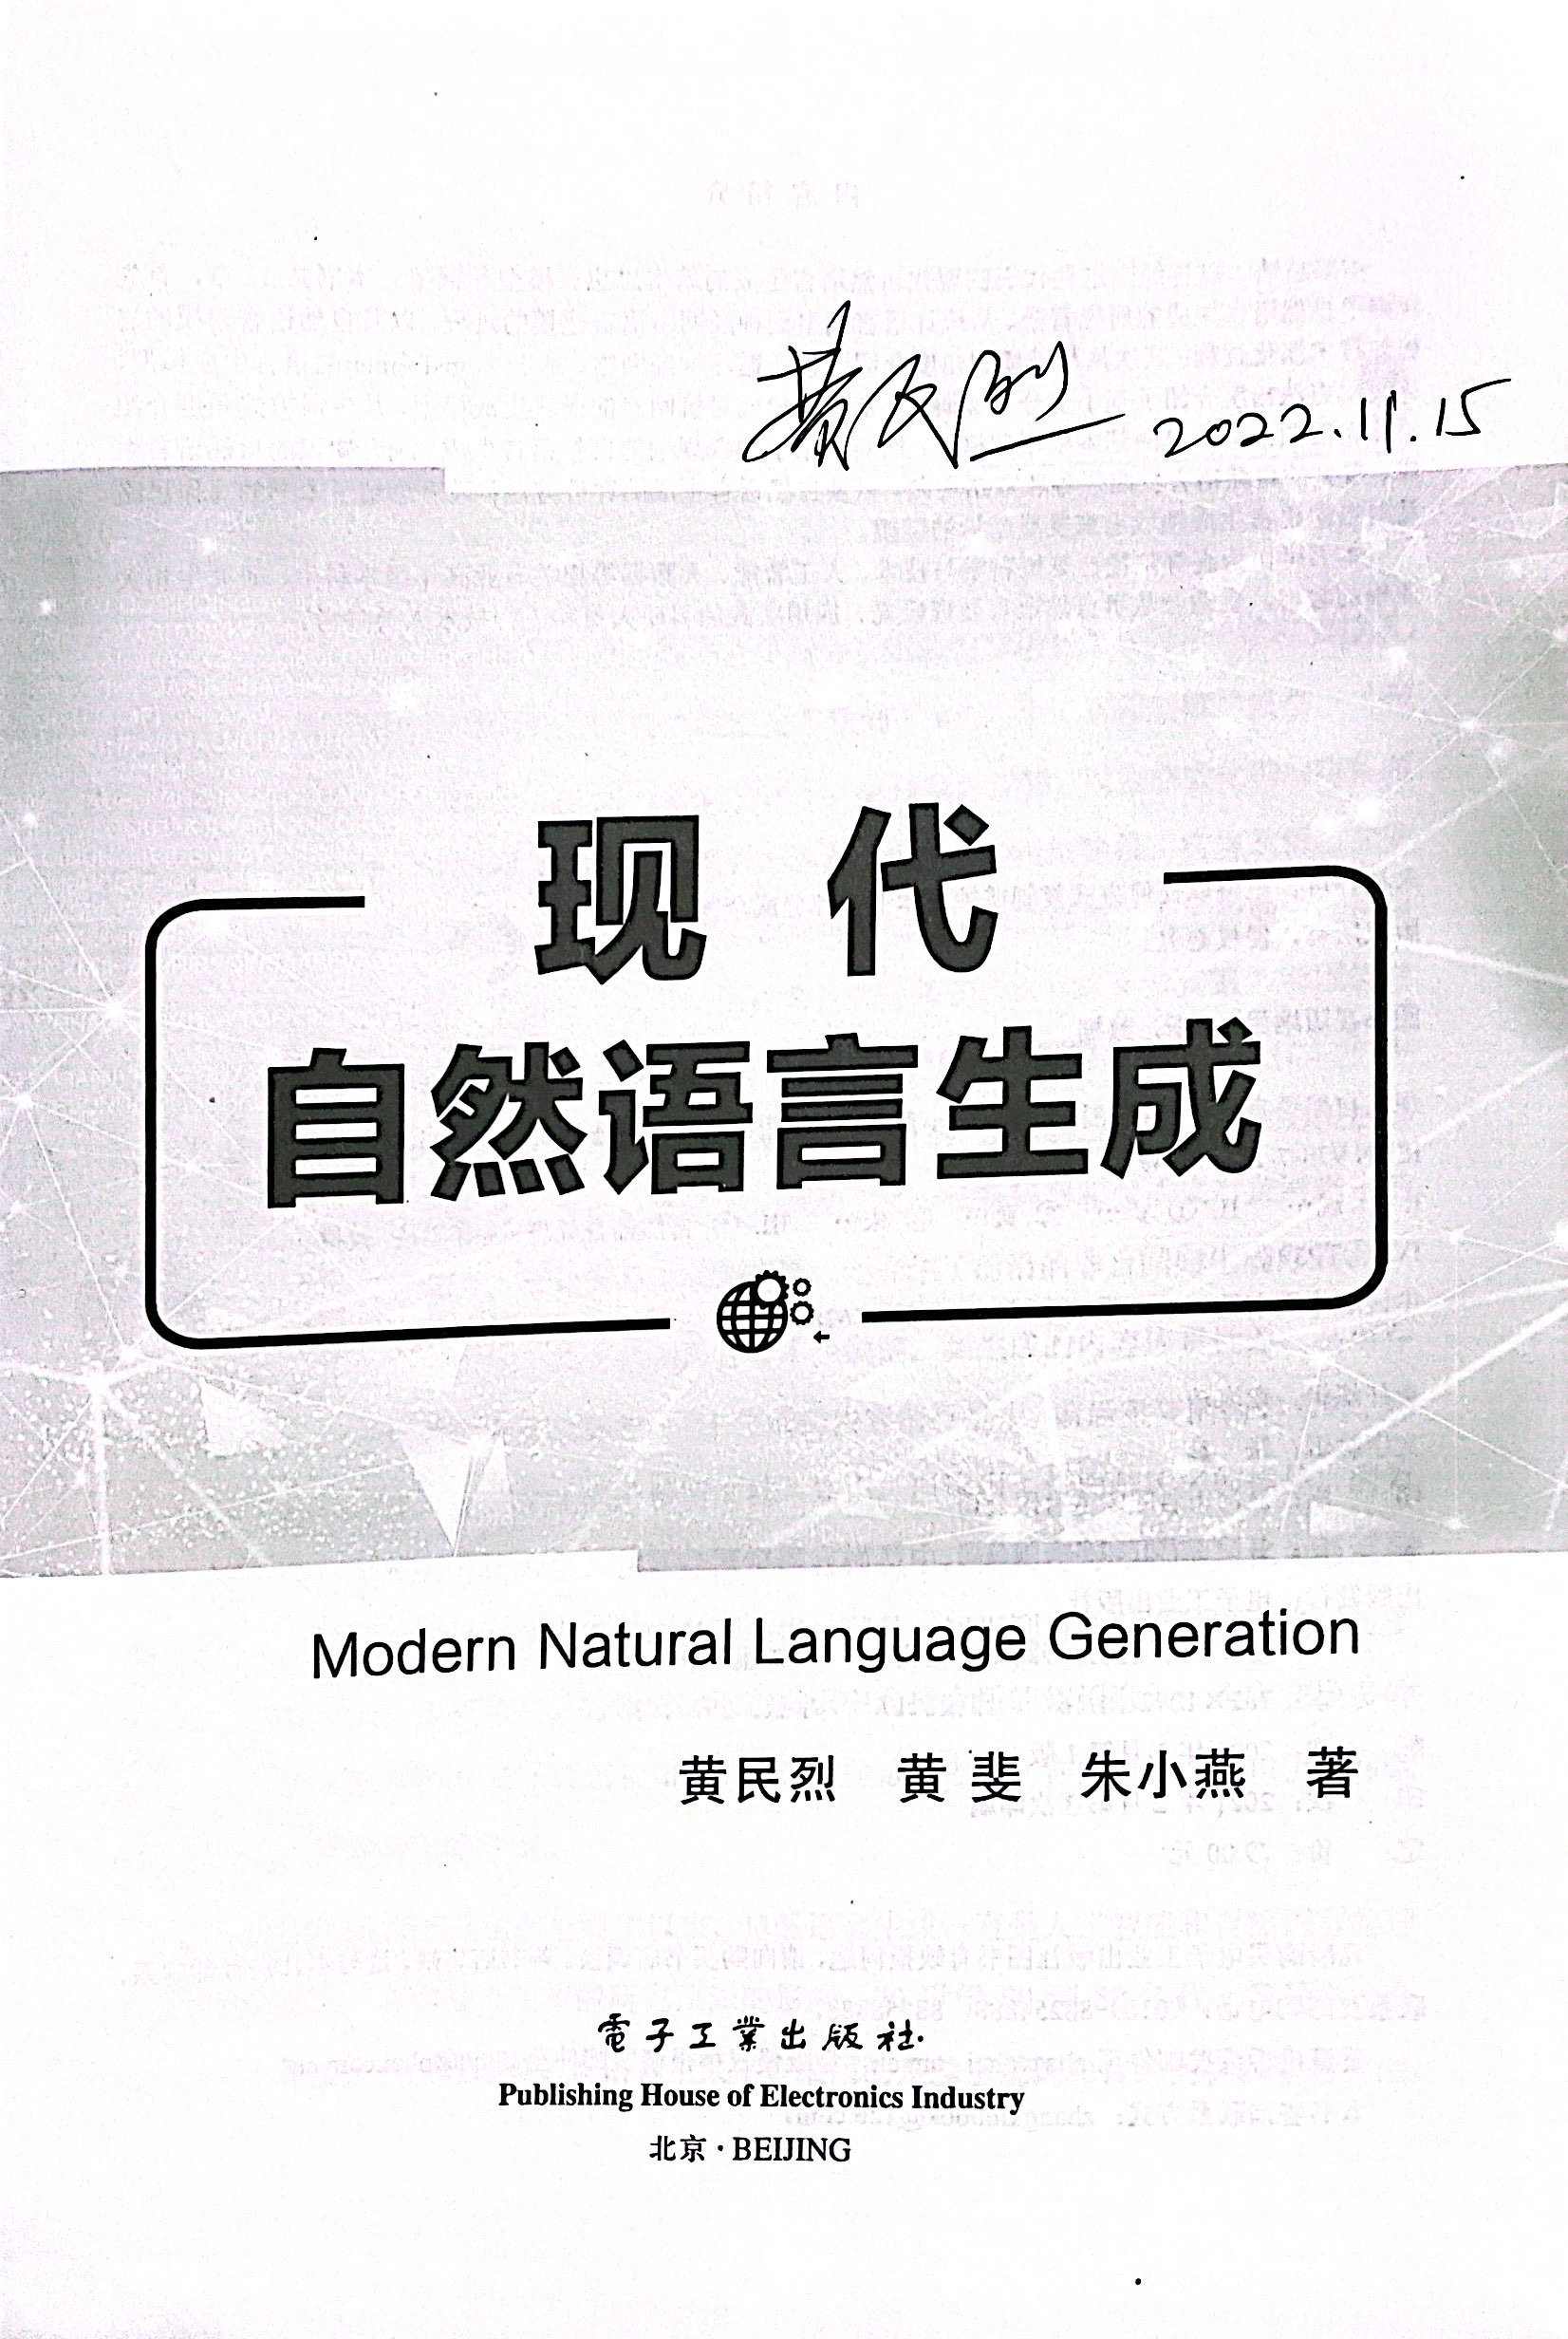 黄民烈 2022.11.15
现 代
自然语言生成
Modern Natural Language Generation
黄民烈 黄 斐 朱小燕 著
電子工業出版社.
Publishing House of Electronics Industry
北京·BEIJING